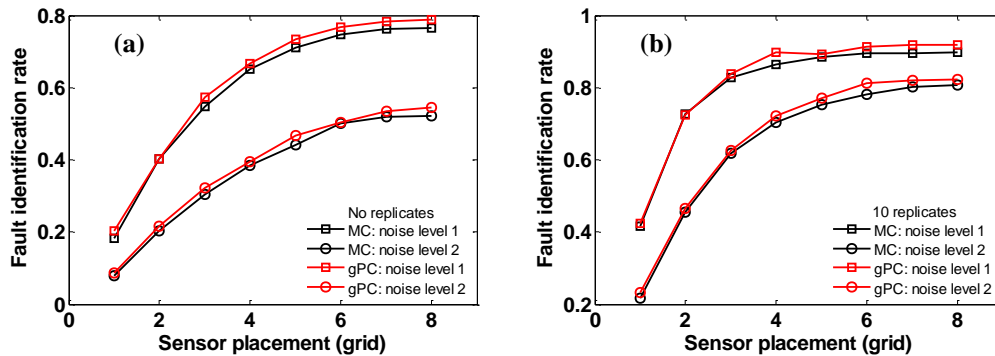 (a)
Fault identification rate
0.8
0.6
0.4
0.2
0
0
2
4
6
8
Sensor placement (grid)
No replicates
MC: noise level 1
MC: noise level 2
gPC: noise level 1
gPC: noise level 2
(b)
Fault identification rate
1
0.8
0.6
0.4
0.2
0
2
4
6
8
Sensor placement (grid)
10 replicates
MC: noise level 1
MC: noise level 2
gPC: noise level 1
gPC: noise level 2